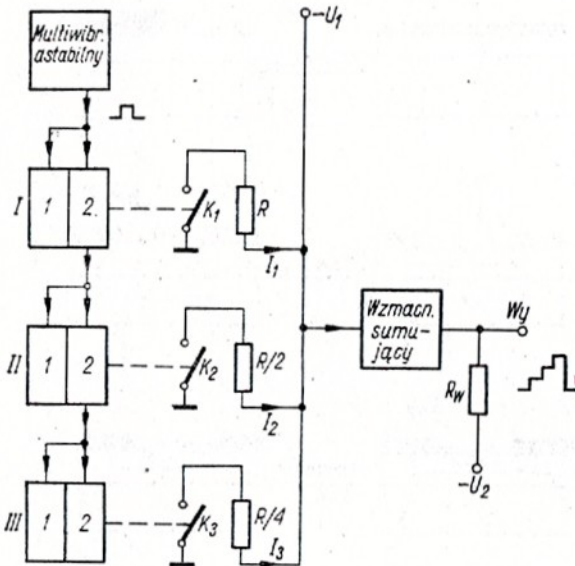 -U1
Multiwibr.
astabilny
I
1
2
K1
R
I1
Wzmacn.
sumu-
jący
Wy
II
1
2
K2
R/2
I2
Rw
-U2
III
1
2
K3
R/4
I3